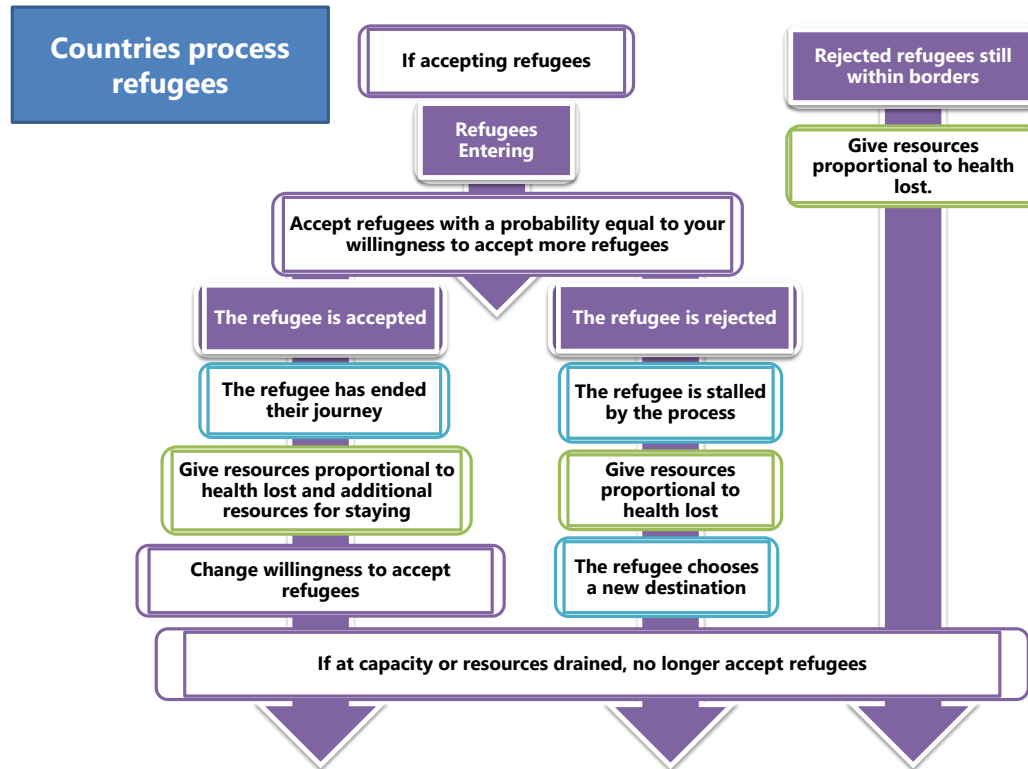 Countries process
refugees
If accepting refugees
Refugees
Entering
Accept refugees with a probability equal to your
willingness to accept more refugees
The refugee is accepted
The refugee has ended
their journey
Give resources proportional to
health lost and additional
resources for staying
Change willingness to accept
refugees
The refugee is rejected
The refugee is stalled
by the process
Give resources
proportional to
health lost
The refugee chooses
a new destination
Rejected refugees still
within borders
Give resources
proportional to health
lost.
If at capacity or resources drained, no longer accept refugees